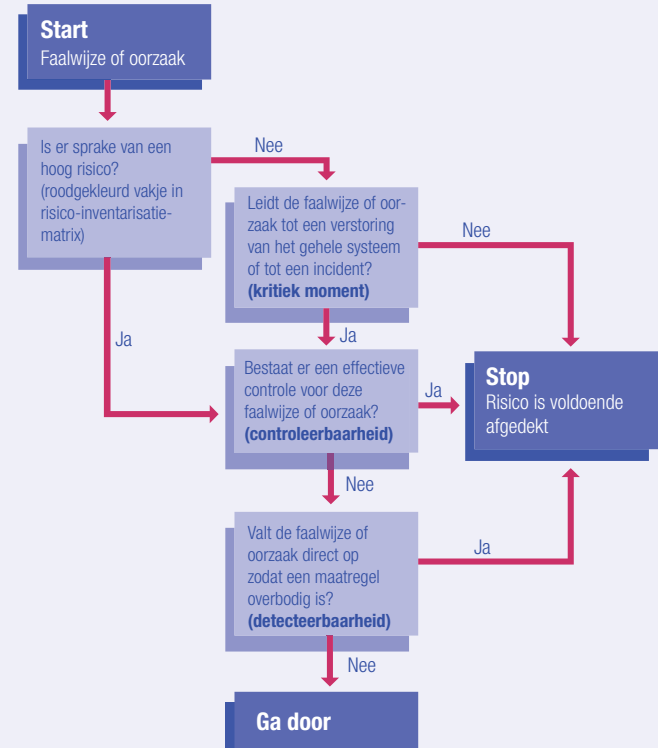 Start
Faalwijze of oorzaak
Is er sprake van een
hoog risico?
(roodgekleurd vakje in
risico-inventarisatie-
matrix)
Nee
Leidt de faalwijze of oor-
zaak tot een verstoring
van het gehele systeem
of tot een incident?
(kritiek moment)
Nee
Ja
Ja
Bestaat er een effectieve
controle voor deze
faalwijze of oorzaak?
(controleerbaarheid)
Ja
Stop
Risico is voldoende
afgedekt
Nee
Valt de faalwijze of
oorzaak direct op
zodat een maatregel
overbodig is?
(detecteerbaarheid)
Ja
Nee
Ga door